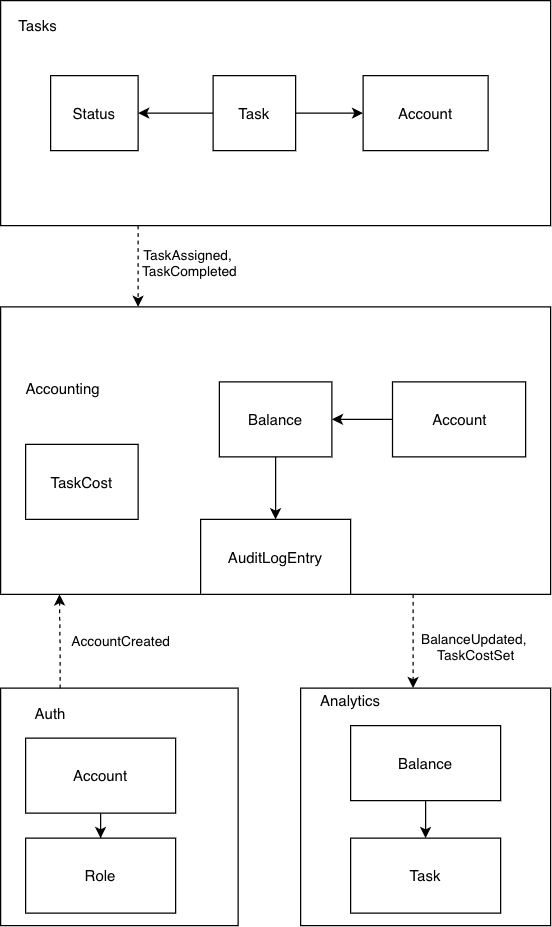 Tasks
Status
Task
Account
TaskAssigned,
TaskCompleted
Accounting
Balance
Account
TaskCost
AuditLogEntry
AccountCreated
BalanceUpdated,
TaskCostSet
Auth
Account
Role
Analytics
Balance
Task